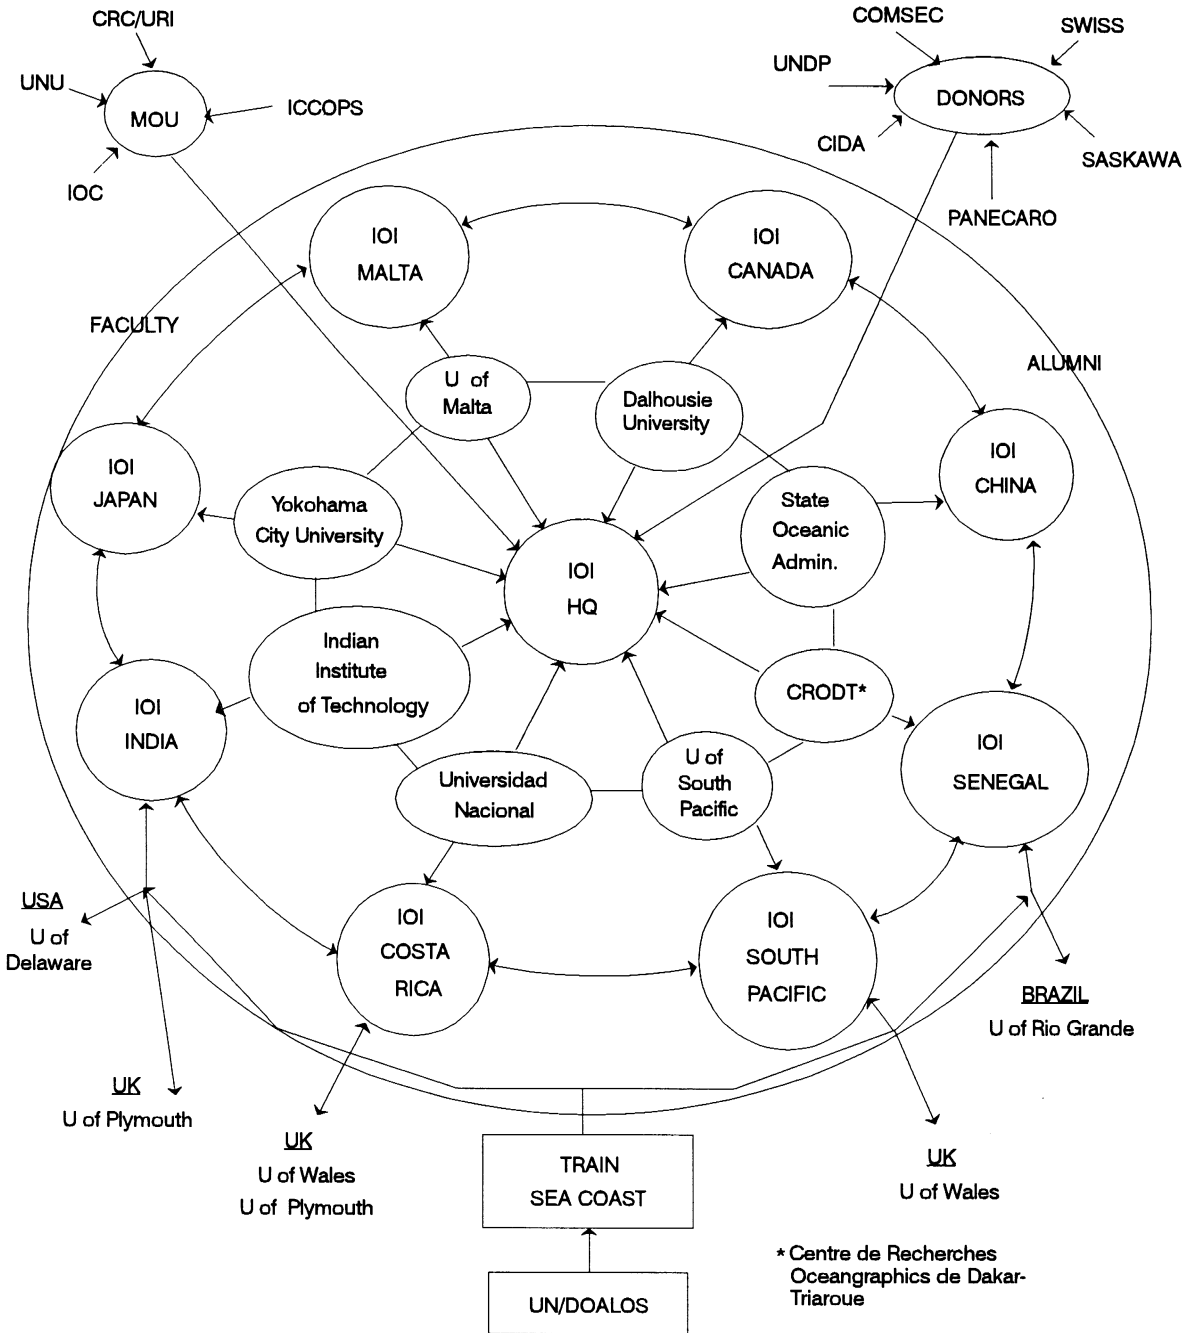 CRC/URI
COMSEC
SWISS
UNDP
UNU
MOU
ICCOPS
DONORS
CIDA
SASKAWA
IOC
PANECARO
IOI
MALTA
IOI
CANADA
FACULTY
ALUMNI
U of
Malta
Dalhousie
University
IOI
JAPAN
IOI
CHINA
Yokohama
City University
State
Oceanic
Admin.
IOI
HQ
Indian
Institute
of Technology
CRODT*
IOI
INDIA
IOI
SENEGAL
Universidad
Nacional
U of
South
Pacific
USA
U of
Delaware
IOI
COSTA
RICA
IOI
SOUTH
PACIFIC
BRAZIL
U of Rio Grande
UK
U of Plymouth
UK
U of Wales
U of Plymouth
TRAIN
SEA COAST
UK
U of Wales
UN/DOALOS
* Centre de Recherches
Oceangraphics de Dakar-
Triaroue